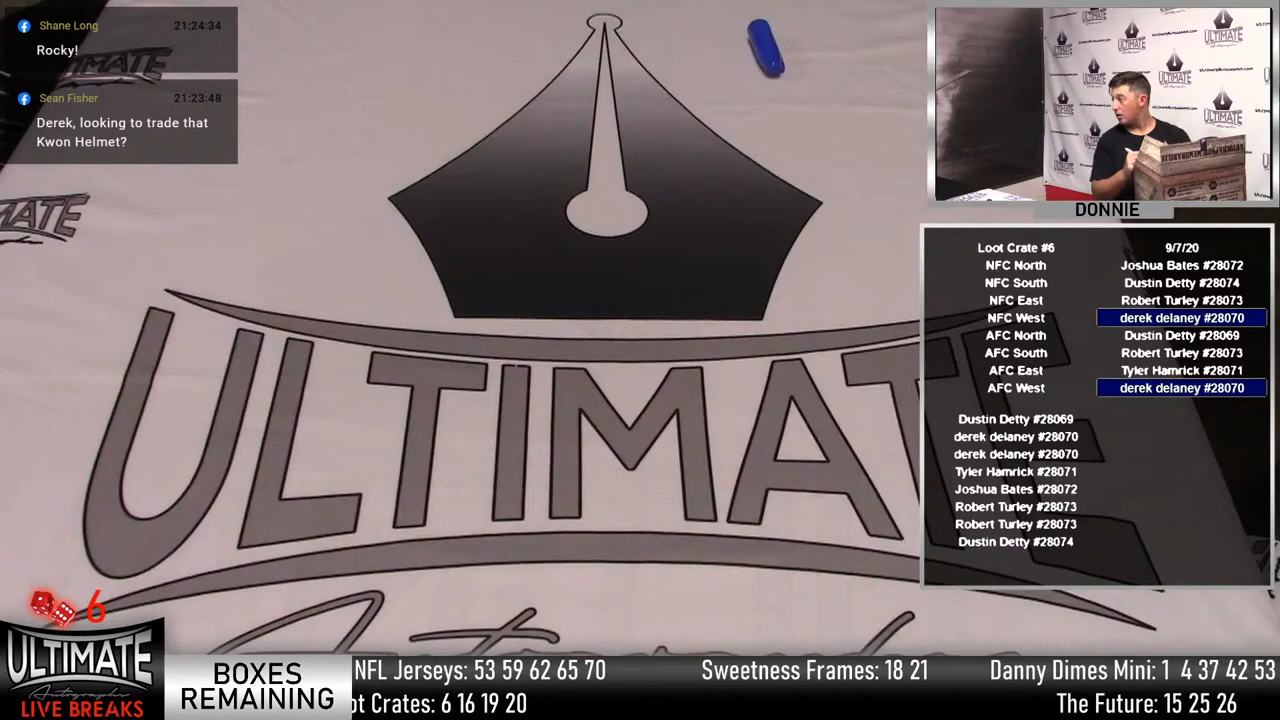 Shane Long 21:24:34
Rocky!
Sean Fisher 21:23:48
Derek, looking to trade that
Kwon Helmet?
DONNIE
Loot Crate #6 9/7/20
NFC North Joshua Bates #28072
NFC South Dustin Detty #28074
NFC East Robert Turley #28073
NFC West derek delaney #28070
AFC North Dustin Detty #28069
AFC South Robert Turley #28073
AFC East Tyler Hamrick #28071
AFC West derek delaney #28070
Dustin Detty #28069
derek delaney #28070
derek delaney #28070
Tyler Hamrick #28071
Joshua Bates #28072
Robert Turley #28073
Robert Turley #28073
Dustin Detty #28074
ULTIMAT
6
ULTIMATE
Autographs
LIVE BREAKS
BOXES
REMAINING
NFL Jerseys: 53 59 62 65 70 Sweetness Frames: 18 21 Danny Dimes Mini: 1 4 37 42 53
ot Crates: 6 16 19 20 The Future: 15 25 26